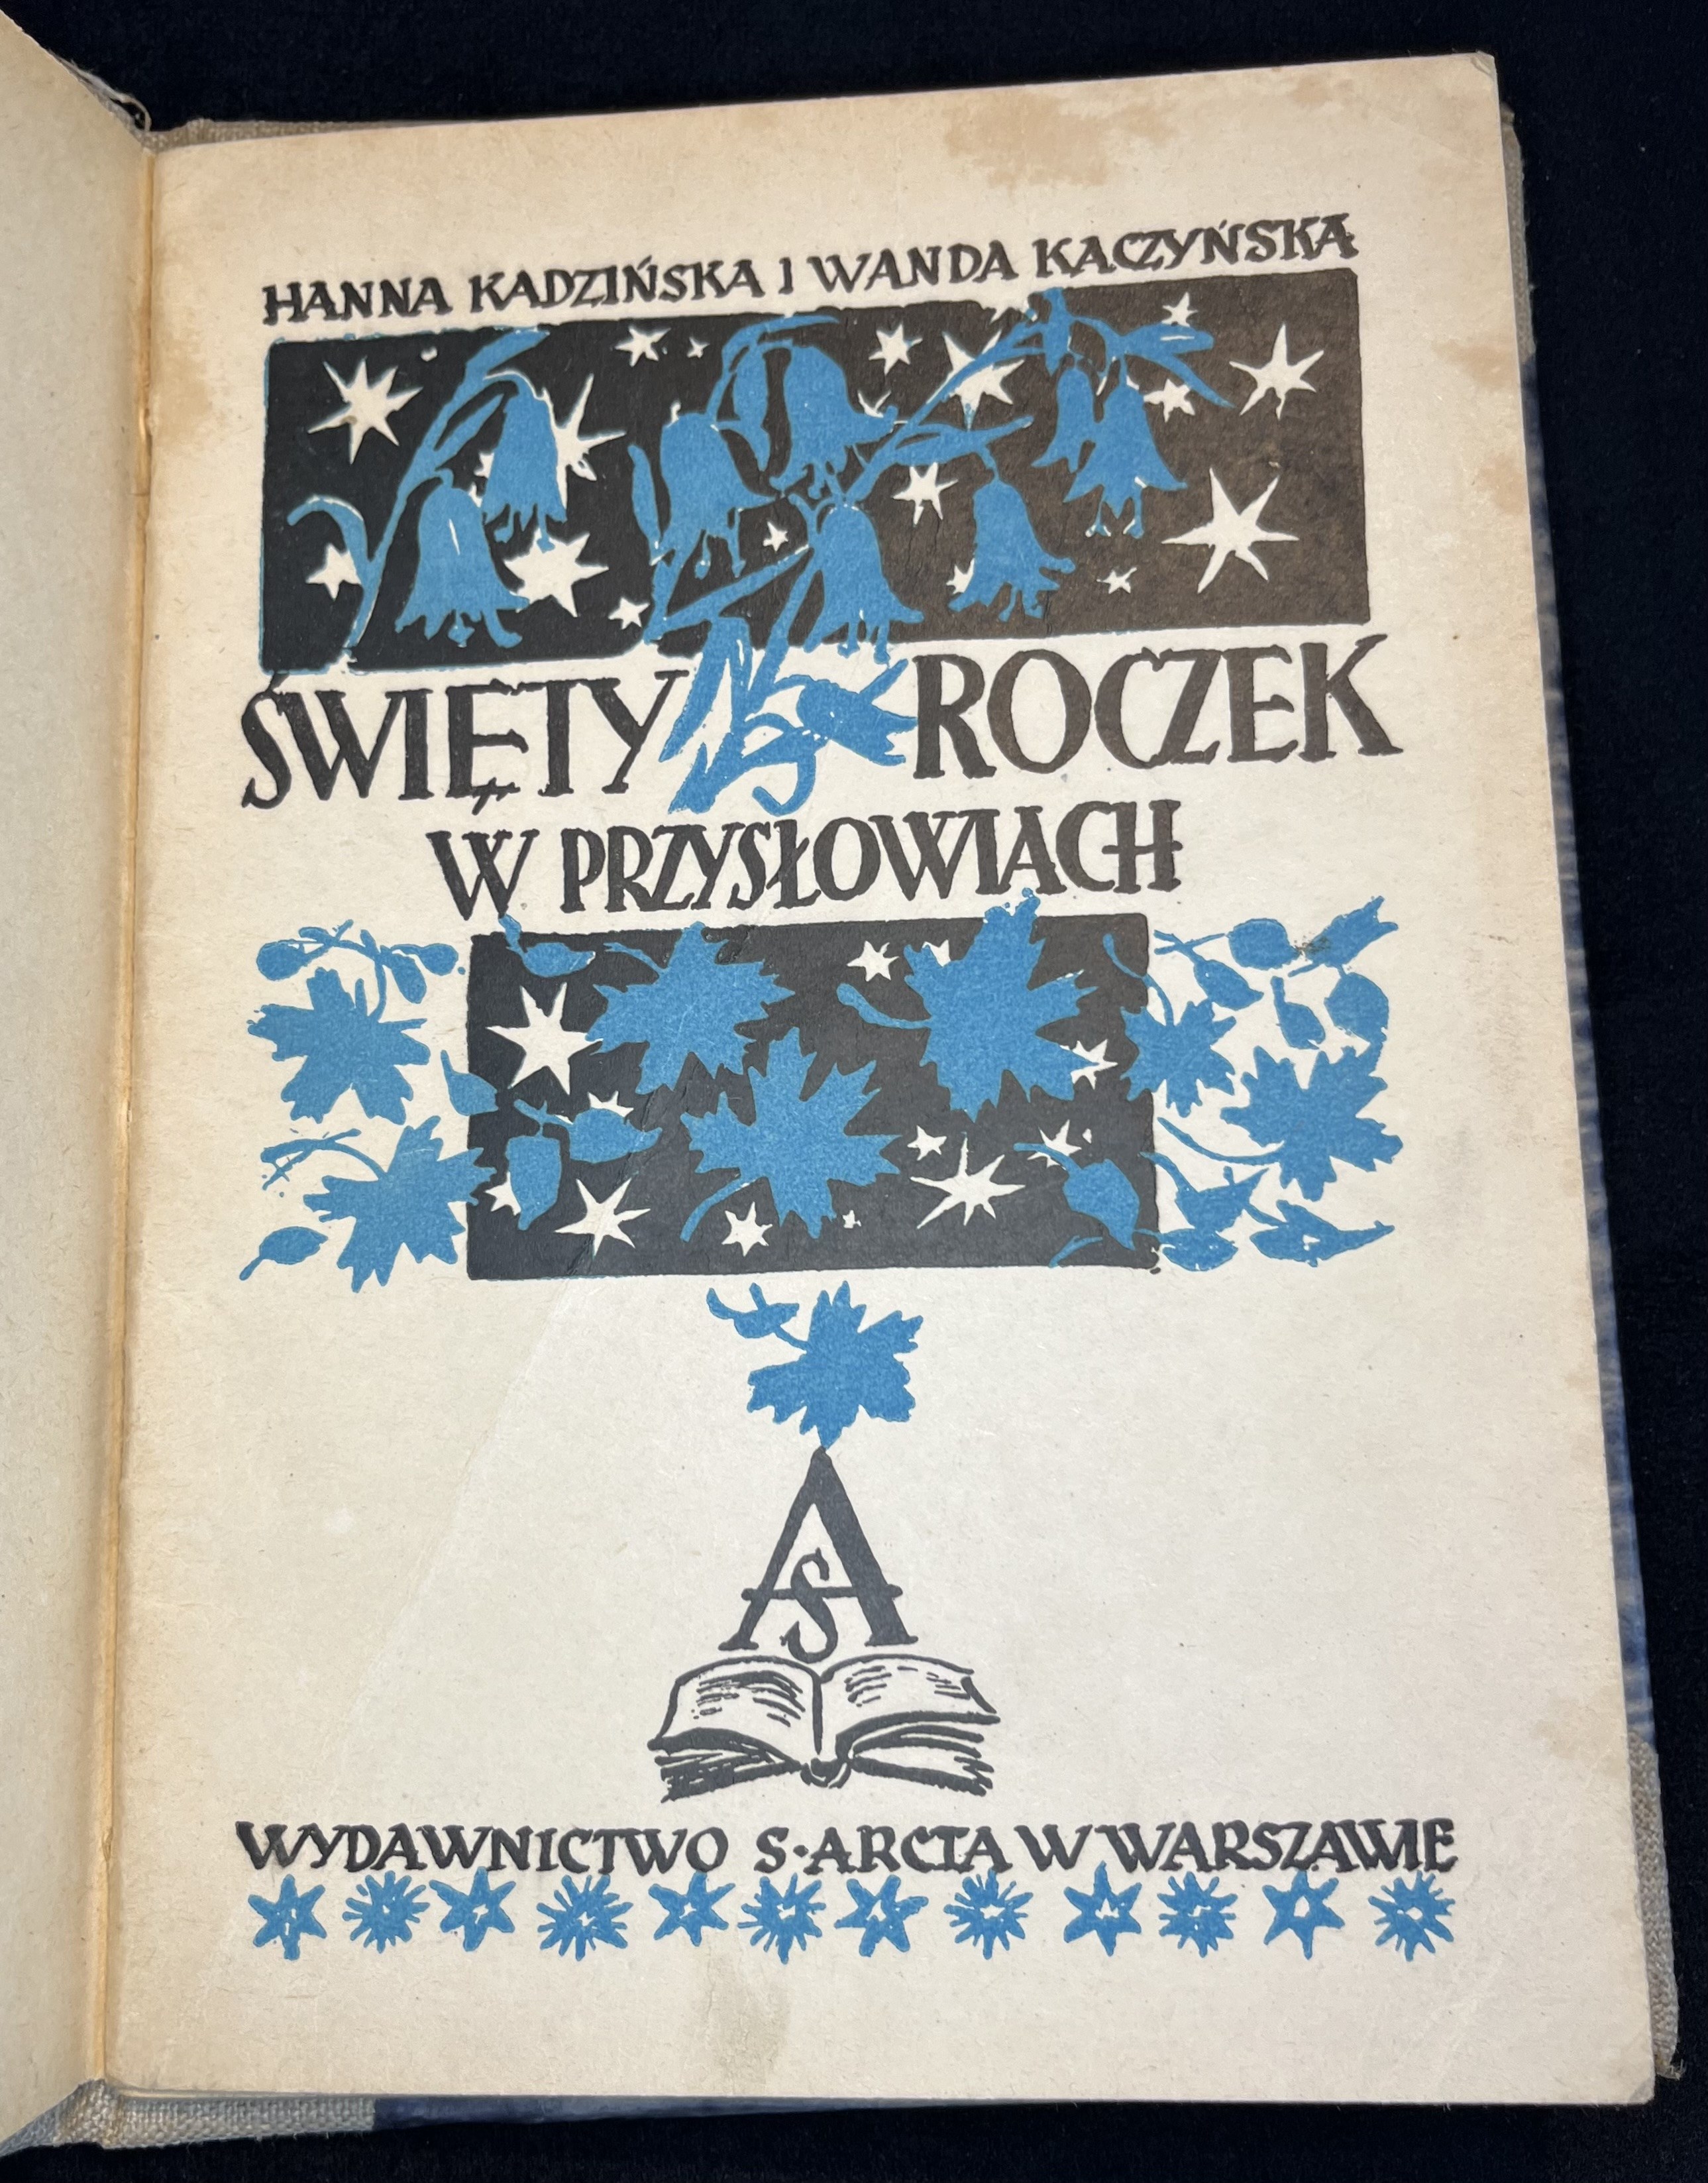 HANNA KADZIŃSKA I WANDA KACZYŃSKA
ŚWIĘTY ROCZEK
W PRZYSŁOWIACH
AS
WYDAWNICTWO S·ARCTA W WARSZAWIE